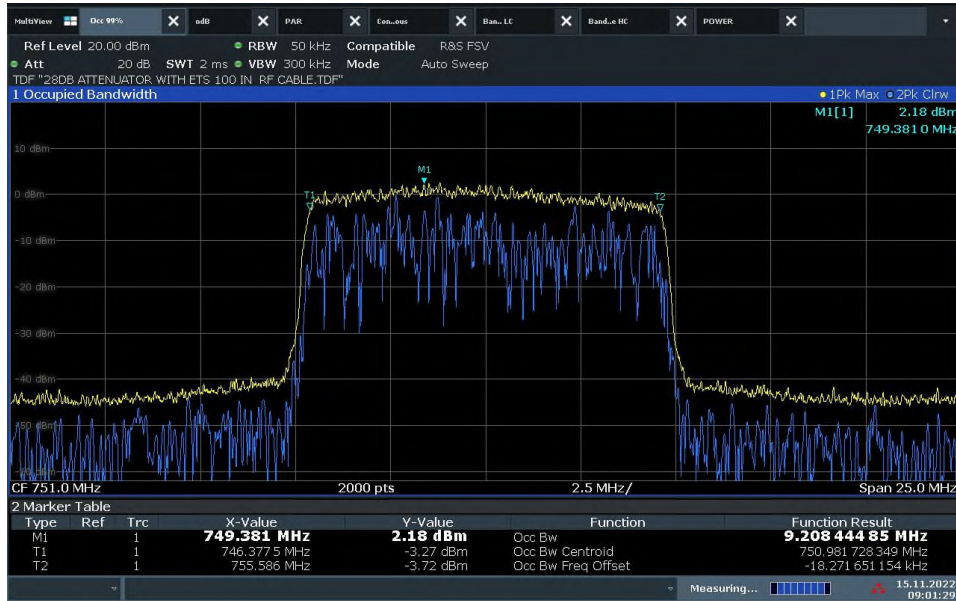 MultiView Occ 99% ndB PAR Con..ous Ban.. LC Band..e HC POWER
Ref Level 20.00 dBm RBW 50 kHz Compatible R&S FSV
Att 20 dB SWT 2 ms VBW 300 kHz Mode Auto Sweep
TDF "28DB ATTENUATOR WITH ETS 100 IN RF CABLE.TDF"
1 Occupied Bandwidth 1Pk Max 2Pk Clrw
M1[1] 2.18 dBm
749.3810 MHz
10 dBm
M1
0 dBm
T1 T2
-10 dBm
-20 dBm
-30 dBm
-40 dBm
-50 dBm
CF 751.0 MHz 2000 pts 2.5 MHz/ Span 25.0 MHz
2 Marker Table
Type Ref Trc X-Value Y-Value Function Function Result
M1 1 749.381 MHz 2.18 dBm Occ Bw 9.208 444 85 MHz
T1 1 746.377 5 MHz -3.27 dBm Occ Bw Centroid 750.981 728 349 MHz
T2 1 755.586 MHz -3.72 dBm Occ Bw Freq Offset -18.271 651 154 kHz
Measuring... 15.11.2022
09:01:29